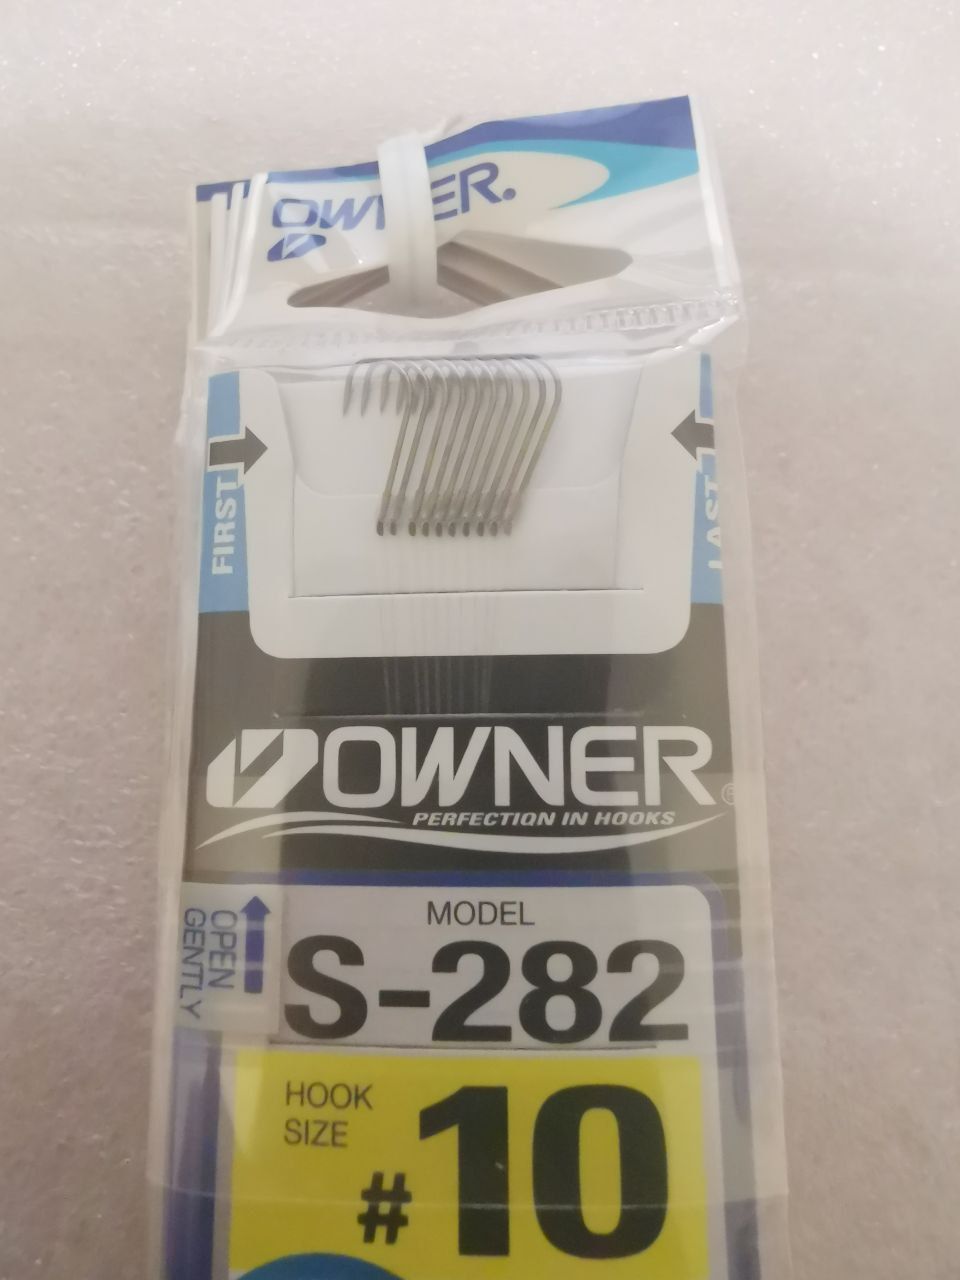 OWNER.
FIRST
LAST
OWNER®
PERFECTION IN HOOKS
OPEN
GENTLY
MODEL
S-282
HOOK
SIZE
#10